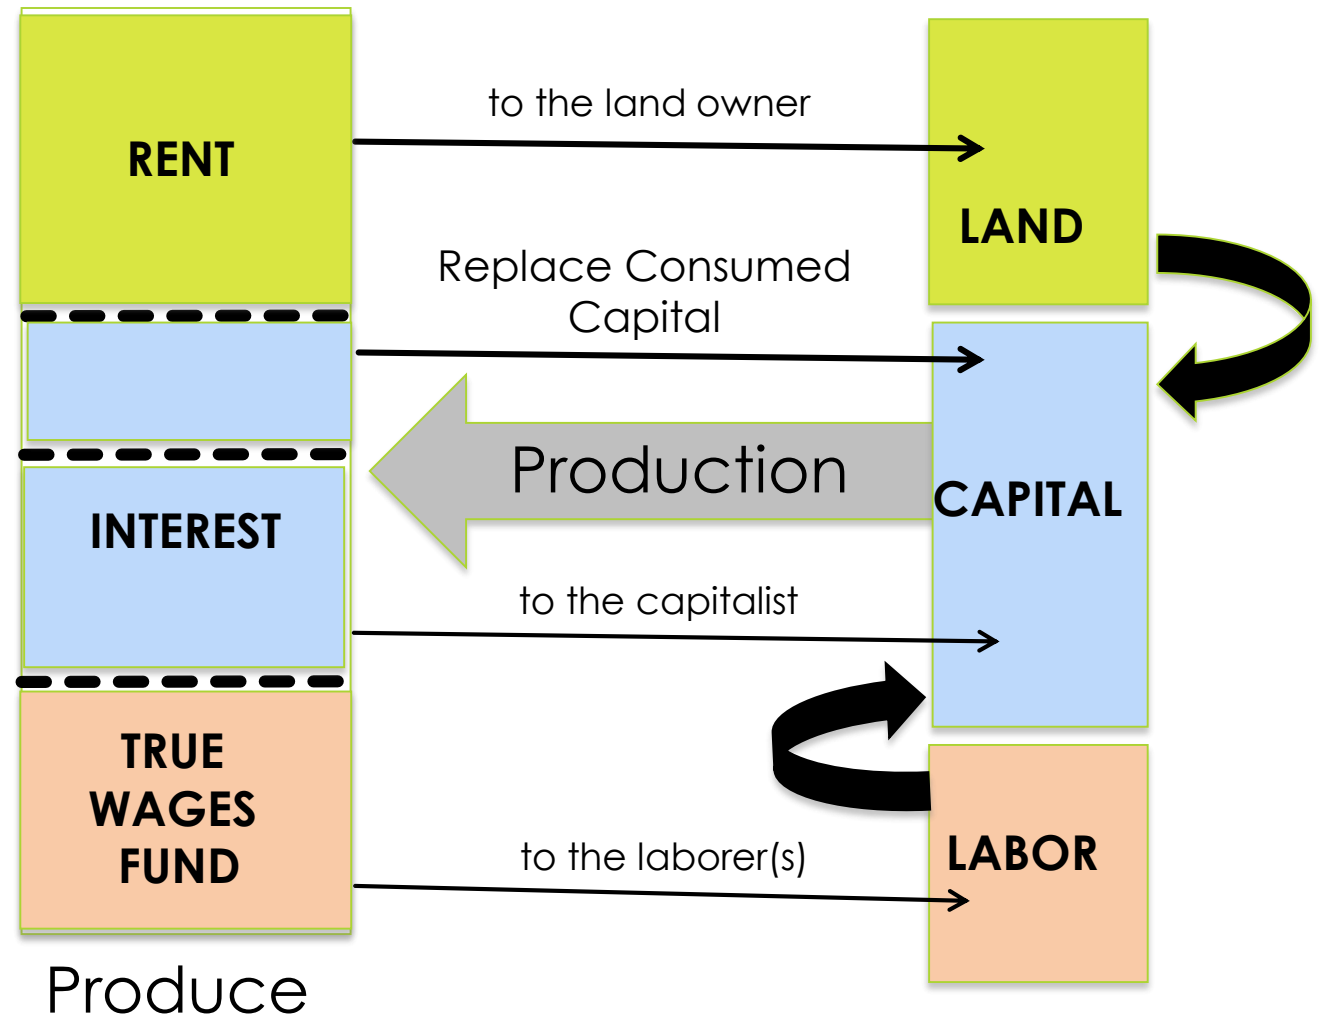 to the land owner
RENT
LAND
Replace Consumed
Capital
Production
CAPITAL
INTEREST
to the capitalist
TRUE
WAGES
FUND
to the laborer(s)
LABOR
Produce